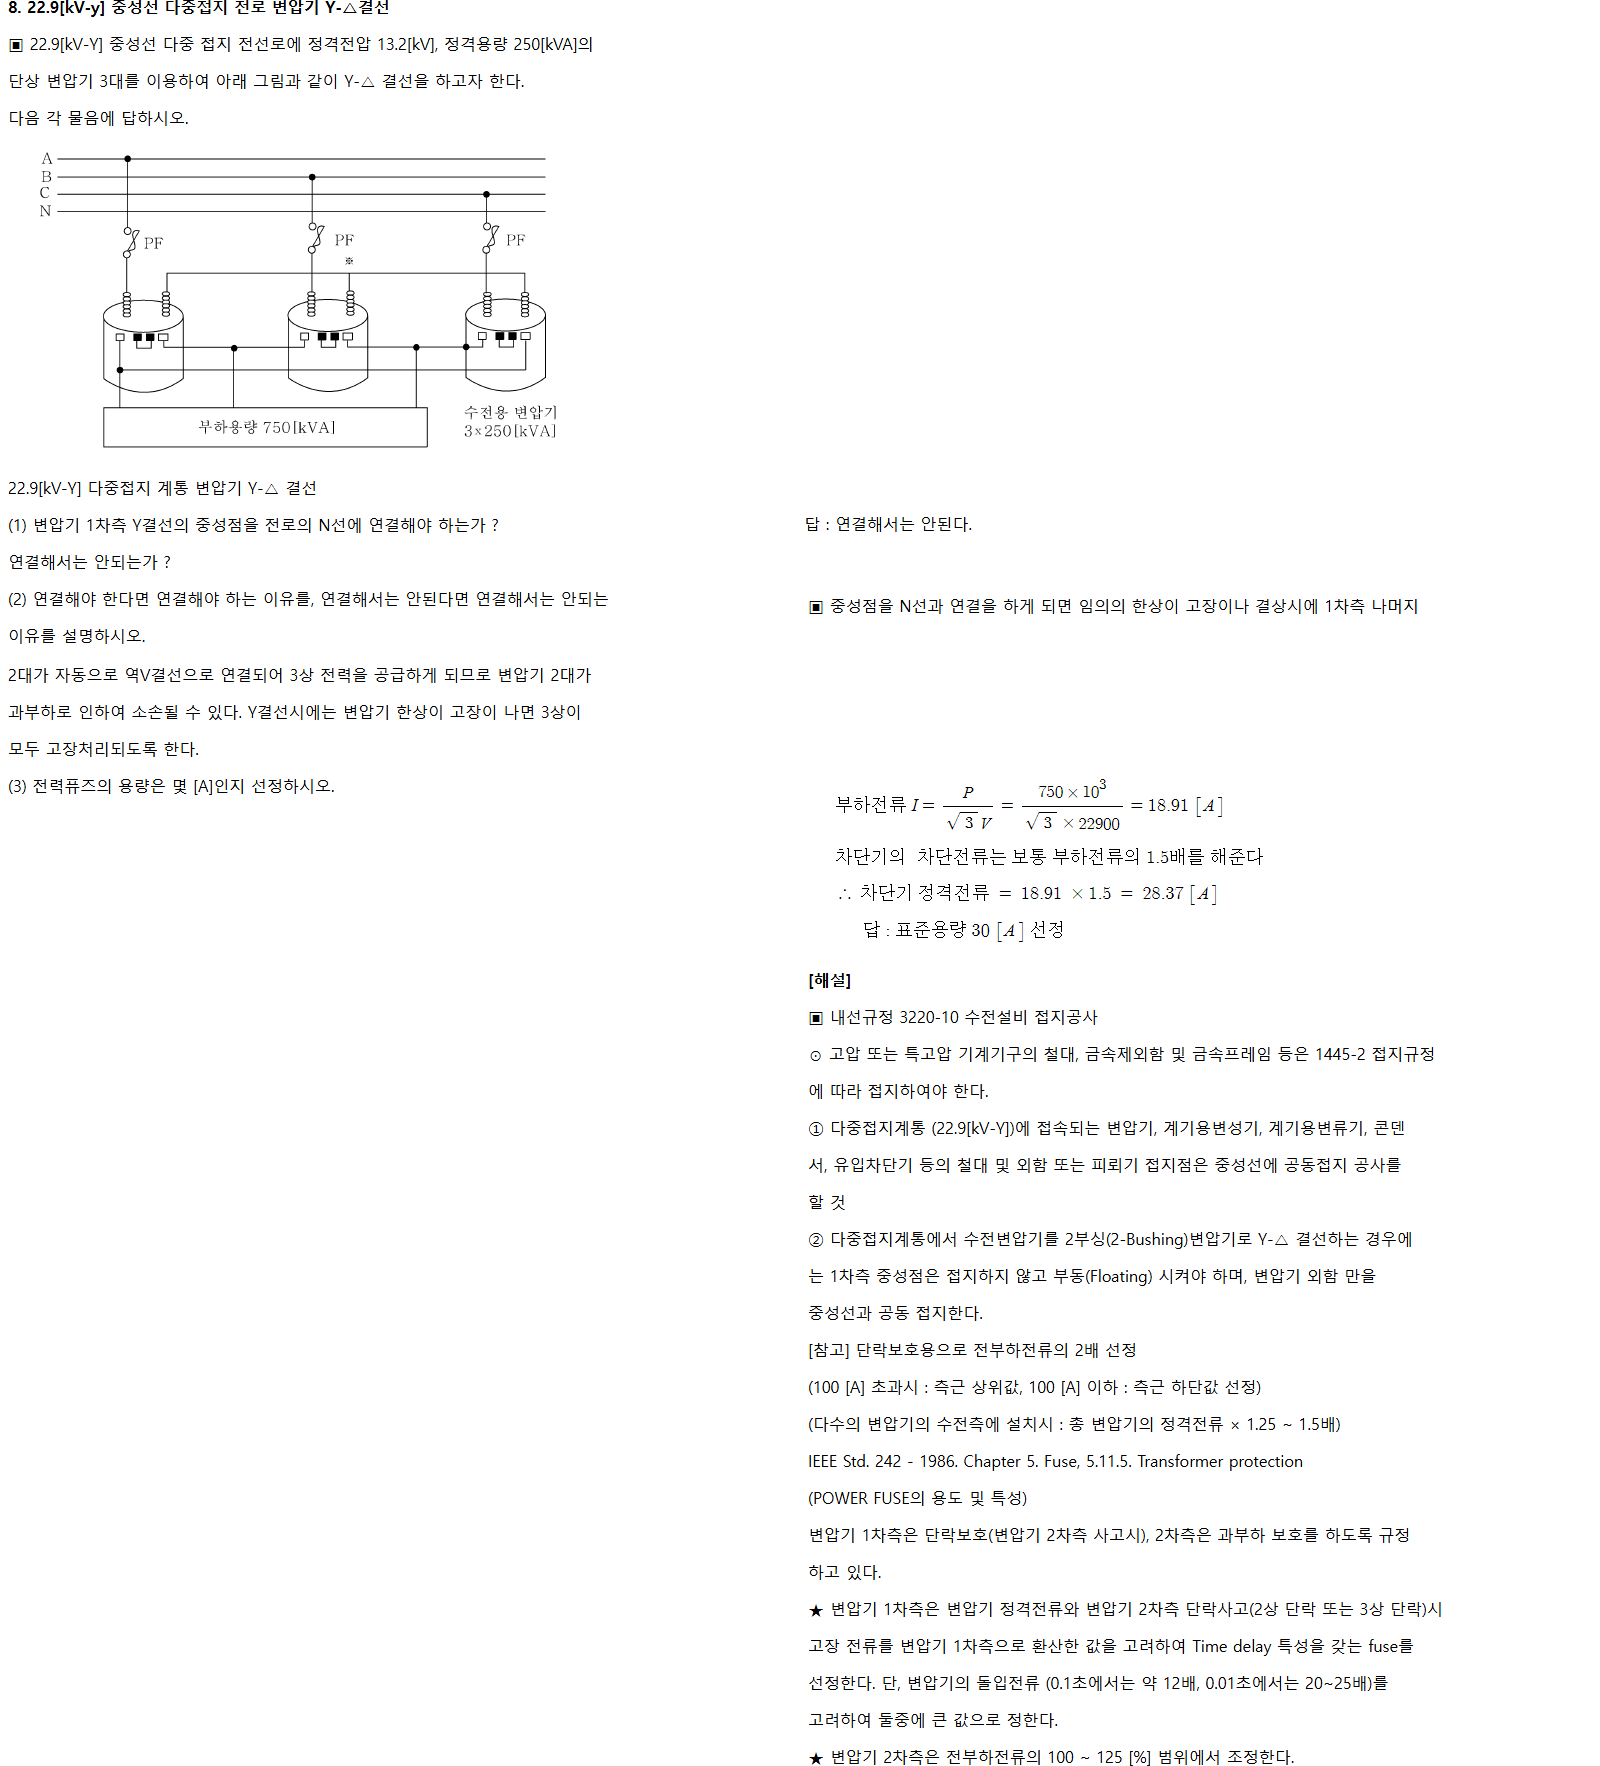 8. 22.9[kV-y] 중성선 다중접지 전로 변압기 Y-△결선
▣ 22.9[kV-Y] 중성선 다중 접지 전선로에 정격전압 13.2[kV], 정격용량 250[kVA]의
단상 변압기 3대를 이용하여 아래 그림과 같이 Y-△ 결선을 하고자 한다.
다음 각 물음에 답하시오.
A
B
C
N
PF
PF
PF
※
부하용량 750[kVA]
수전용 변압기
3×250[kVA]
22.9[kV-Y] 다중접지 계통 변압기 Y-△ 결선
(1) 변압기 1차측 Y결선의 중성점을 전로의 N선에 연결해야 하는가 ?
연결해서는 안되는가 ?
답 : 연결해서는 안된다.
(2) 연결해야 한다면 연결해야 하는 이유를, 연결해서는 안된다면 연결해서는 안되는
이유를 설명하시오.
▣ 중성점을 N선과 연결을 하게 되면 임의의 한상이 고장이나 결상시에 1차측 나머지
2대가 자동으로 역V결선으로 연결되어 3상 전력을 공급하게 되므로 변압기 2대가
과부하로 인하여 소손될 수 있다. Y결선시에는 변압기 한상이 고장이 나면 3상이
모두 고장처리되도록 한다.
(3) 전력퓨즈의 용량은 몇 [A]인지 선정하시오.
부하전류 I = P / √3 V = 750 × 10³ / √3 × 22900 = 18.91 [A]
차단기의 차단전류는 보통 부하전류의 1.5배를 해준다
∴ 차단기 정격전류 = 18.91 × 1.5 = 28.37 [A]
답 : 표준용량 30 [A] 선정
[해설]
▣ 내선규정 3220-10 수전설비 접지공사
⊙ 고압 또는 특고압 기계기구의 철대, 금속제외함 및 금속프레임 등은 1445-2 접지규정
에 따라 접지하여야 한다.
① 다중접지계통 (22.9[kV-Y])에 접속되는 변압기, 계기용변성기, 계기용변류기, 콘덴
서, 유입차단기 등의 철대 및 외함 또는 피뢰기 접지점은 중성선에 공동접지 공사를
할 것
② 다중접지계통에서 수전변압기를 2부싱(2-Bushing)변압기로 Y-△ 결선하는 경우에
는 1차측 중성점은 접지하지 않고 부동(Floating) 시켜야 하며, 변압기 외함 만을
중성선과 공동 접지한다.
[참고] 단락보호용으로 전부하전류의 2배 선정
(100 [A] 초과시 : 측근 상위값, 100 [A] 이하 : 측근 하단값 선정)
(다수의 변압기의 수전측에 설치시 : 총 변압기의 정격전류 × 1.25 ~ 1.5배)
IEEE Std. 242 - 1986. Chapter 5. Fuse, 5.11.5. Transformer protection
(POWER FUSE의 용도 및 특성)
변압기 1차측은 단락보호(변압기 2차측 사고시), 2차측은 과부하 보호를 하도록 규정
하고 있다.
★ 변압기 1차측은 변압기 정격전류와 변압기 2차측 단락사고(2상 단락 또는 3상 단락)시
고장 전류를 변압기 1차측으로 환산한 값을 고려하여 Time delay 특성을 갖는 fuse를
선정한다. 단, 변압기의 돌입전류 (0.1초에서는 약 12배, 0.01초에서는 20~25배)를
고려하여 둘중에 큰 값으로 정한다.
★ 변압기 2차측은 전부하전류의 100 ~ 125 [%] 범위에서 조정한다.